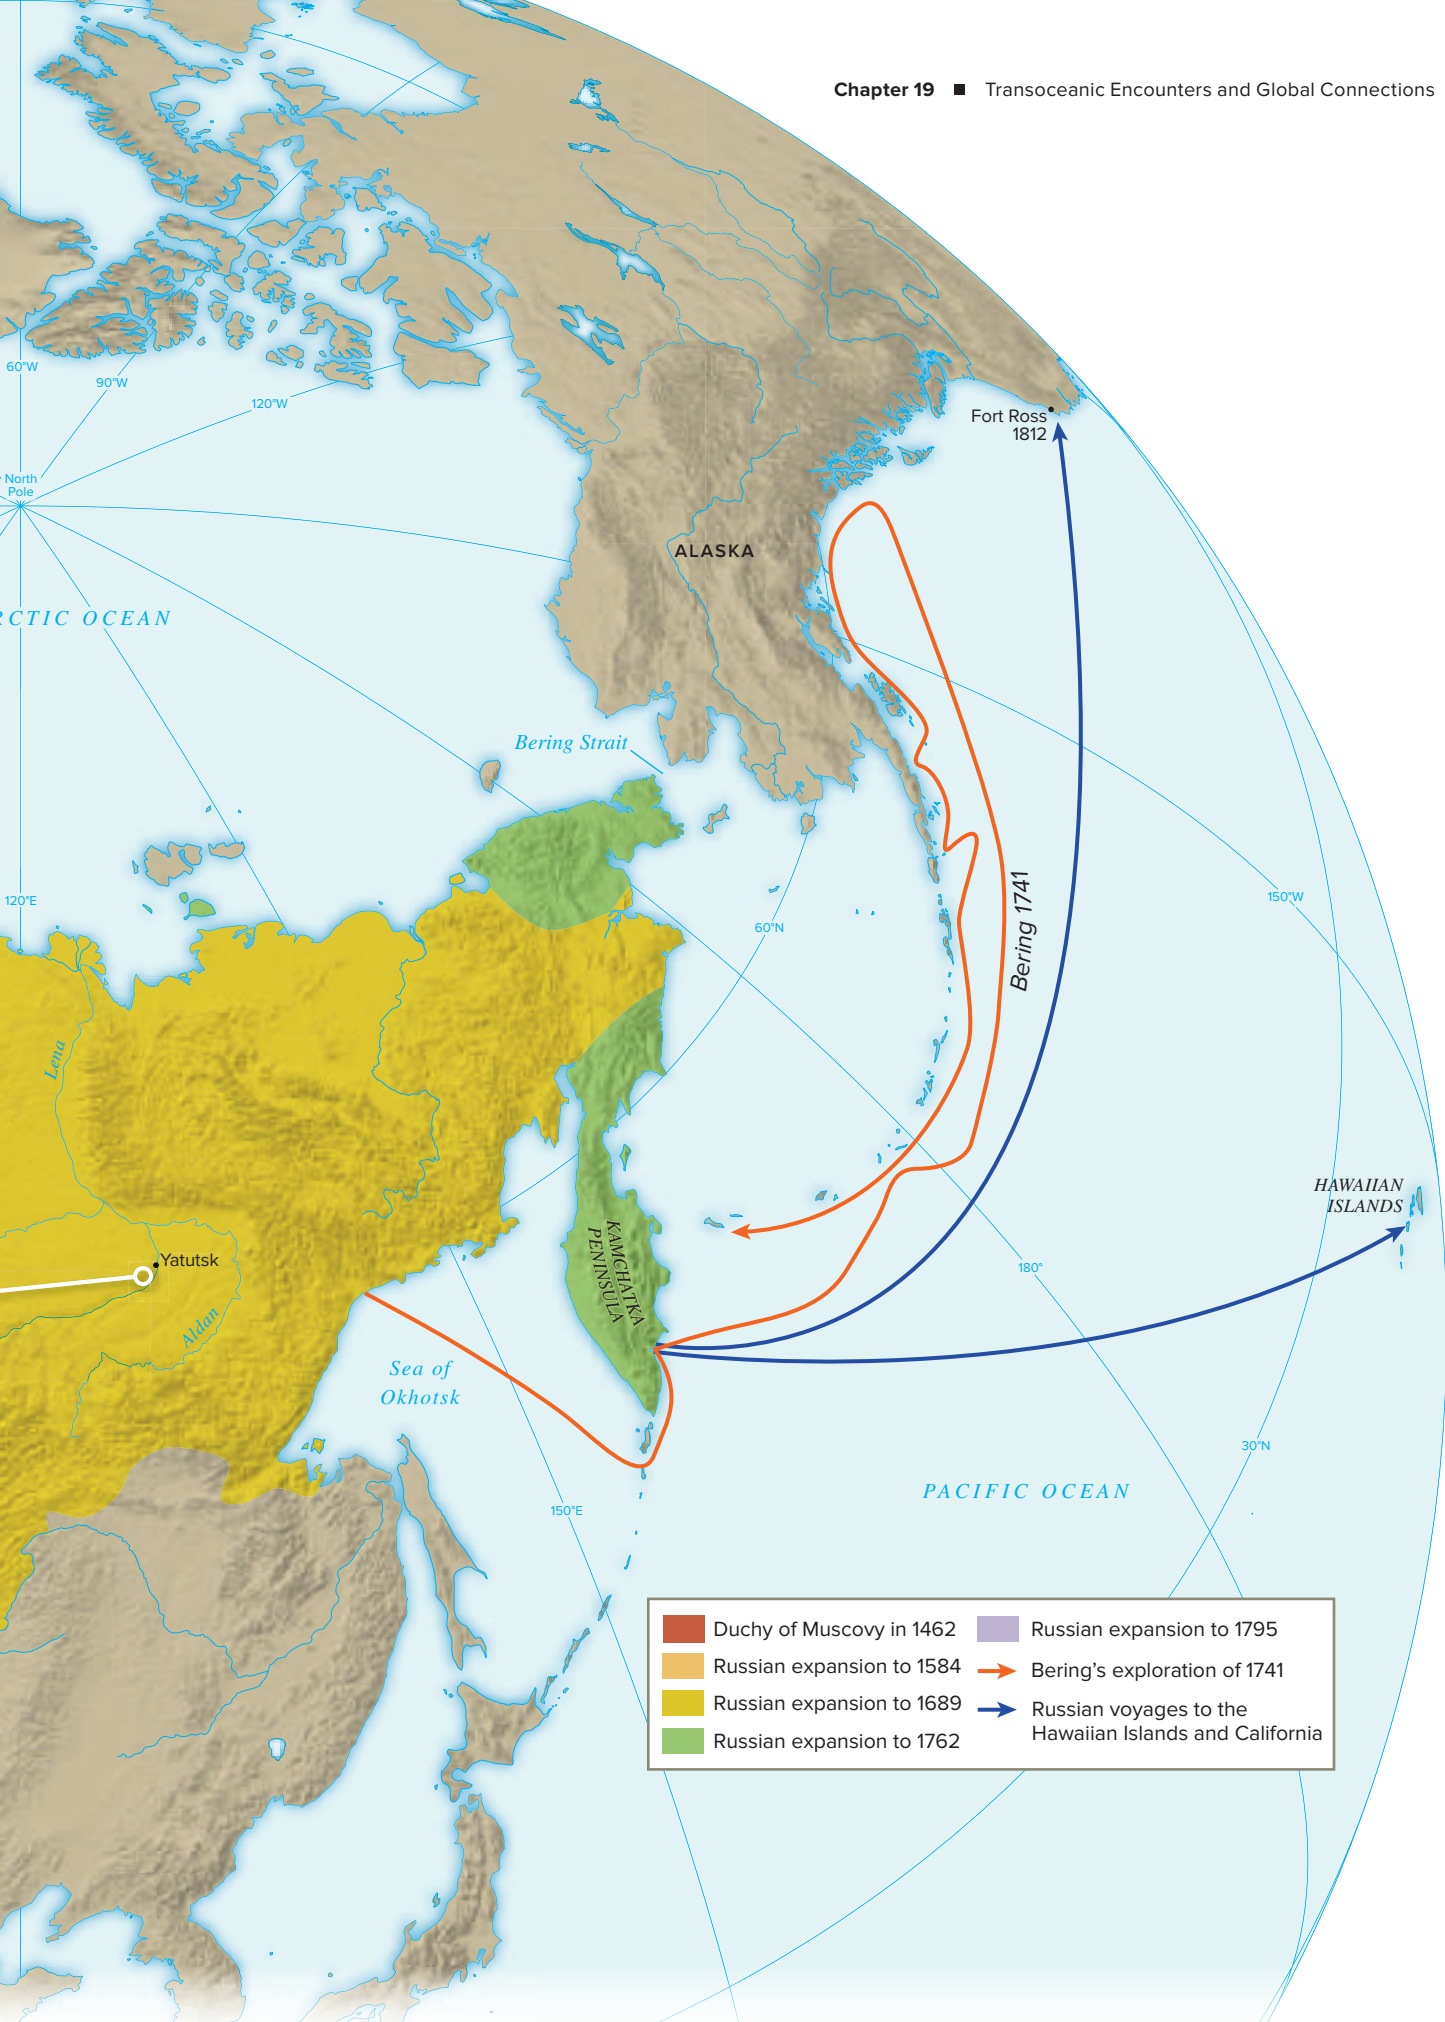 Chapter 19 ■ Transoceanic Encounters and Global Connections
60°W
90°W
120°W
Fort Ross
1812
North
Pole
ALASKA
RCTIC OCEAN
Bering Strait
120°E
150°W
60°N
Bering 1741
Lena
HAWAIIAN
ISLANDS
KAMCHATKA
PENINSULA
Yatutsk
180°
Aldan
Sea of
Okhotsk
30°N
PACIFIC OCEAN
150°E
Duchy of Muscovy in 1462
Russian expansion to 1584
Russian expansion to 1689
Russian expansion to 1762
Russian expansion to 1795
Bering’s exploration of 1741
Russian voyages to the
Hawaiian Islands and California